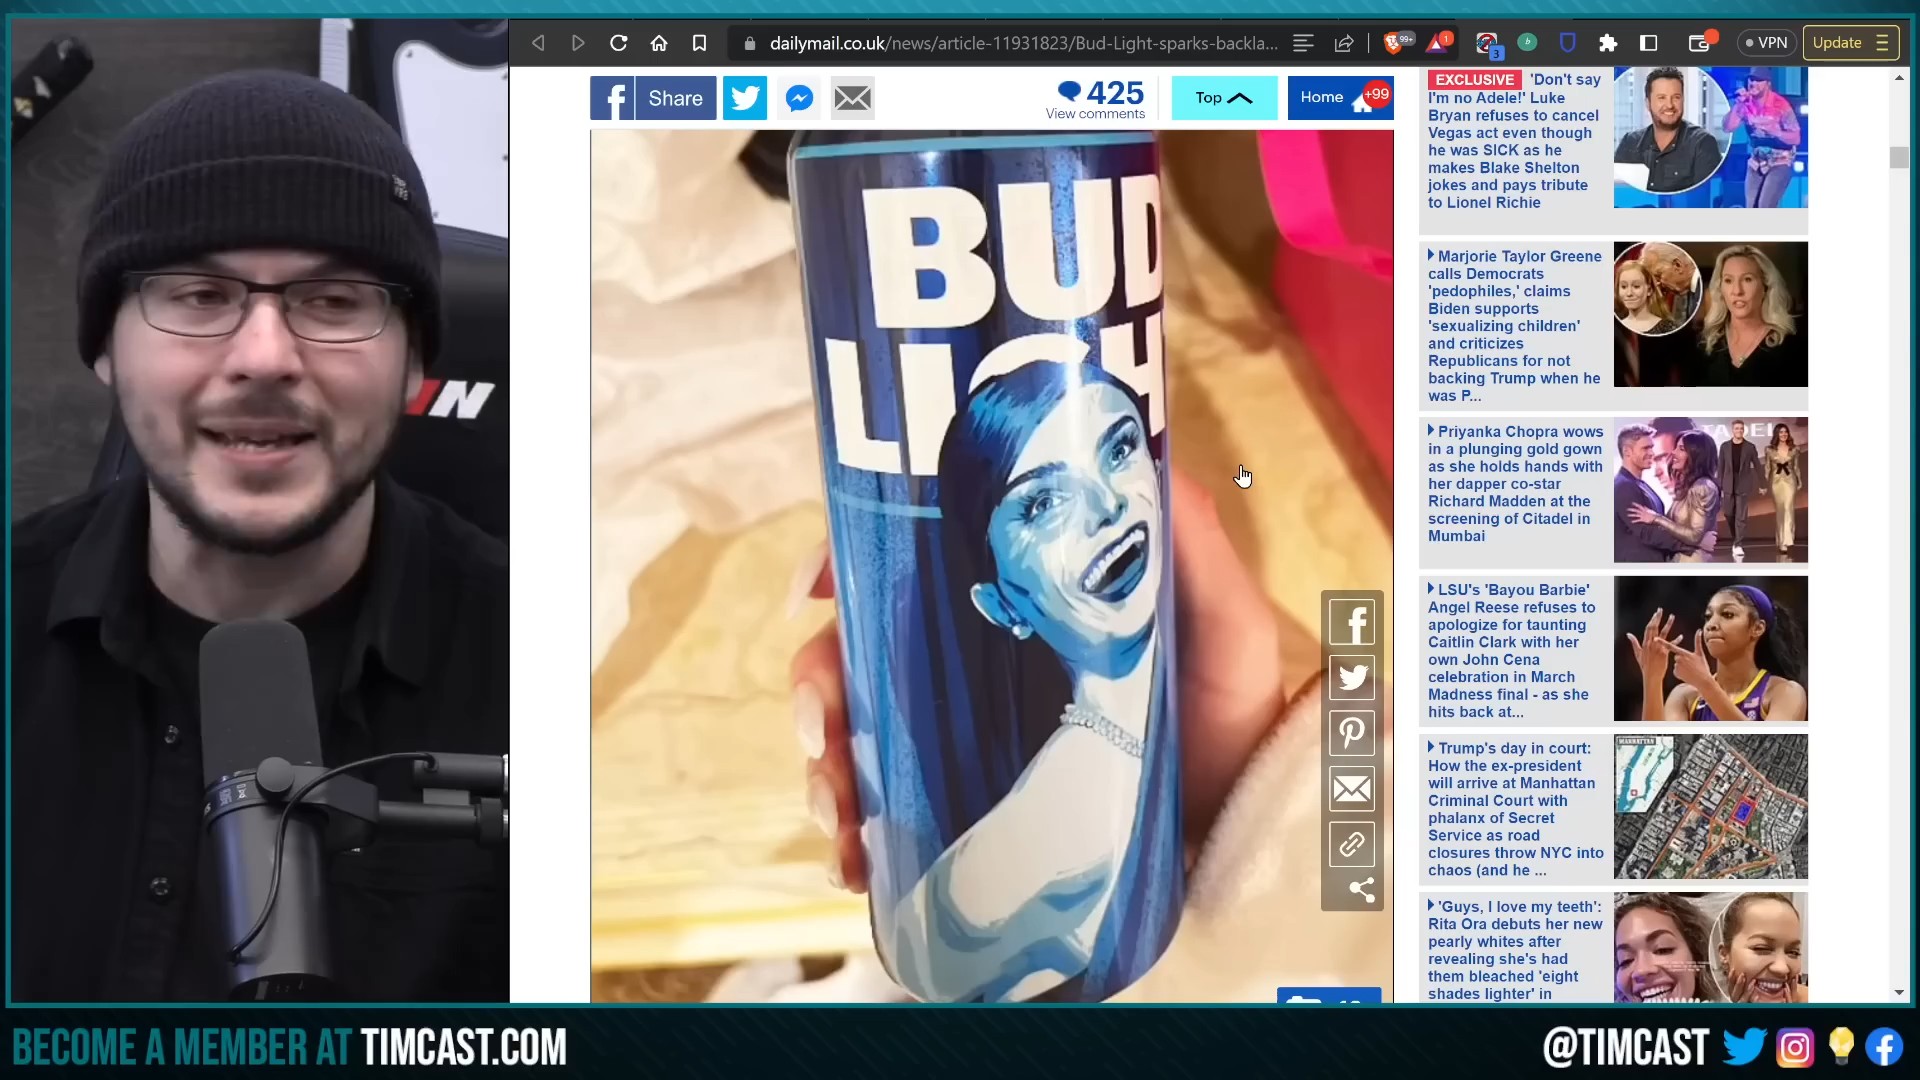 dailymail.co.uk/news/article-11931823/Bud-Light-sparks-backla...
99+
1
3
VPN
Update
Share
425
View comments
Top
Home
+99
BUD
LIGH
EXCLUSIVE 'Don't say
I'm no Adele!' Luke
Bryan refuses to cancel
Vegas act even though
he was SICK as he
makes Blake Shelton
jokes and pays tribute
to Lionel Richie
Marjorie Taylor Greene
calls Democrats
'pedophiles,' claims
Biden supports
'sexualizing children'
and criticizes
Republicans for not
backing Trump when he
was P...
Priyanka Chopra wows
in a plunging gold gown
as she holds hands with
her dapper co-star
Richard Madden at the
screening of Citadel in
Mumbai
LSU's 'Bayou Barbie'
Angel Reese refuses to
apologize for taunting
Caitlin Clark with her
own John Cena
celebration in March
Madness final - as she
hits back at...
Trump's day in court:
How the ex-president
will arrive at Manhattan
Criminal Court with
phalanx of Secret
Service as road
closures throw NYC into
chaos (and he ...
MANHATTAN
'Guys, I love my teeth':
Rita Ora debuts her new
pearly whites after
revealing she's had
them bleached 'eight
shades lighter' in
BECOME A MEMBER AT TIMCAST.COM
@TIMCAST